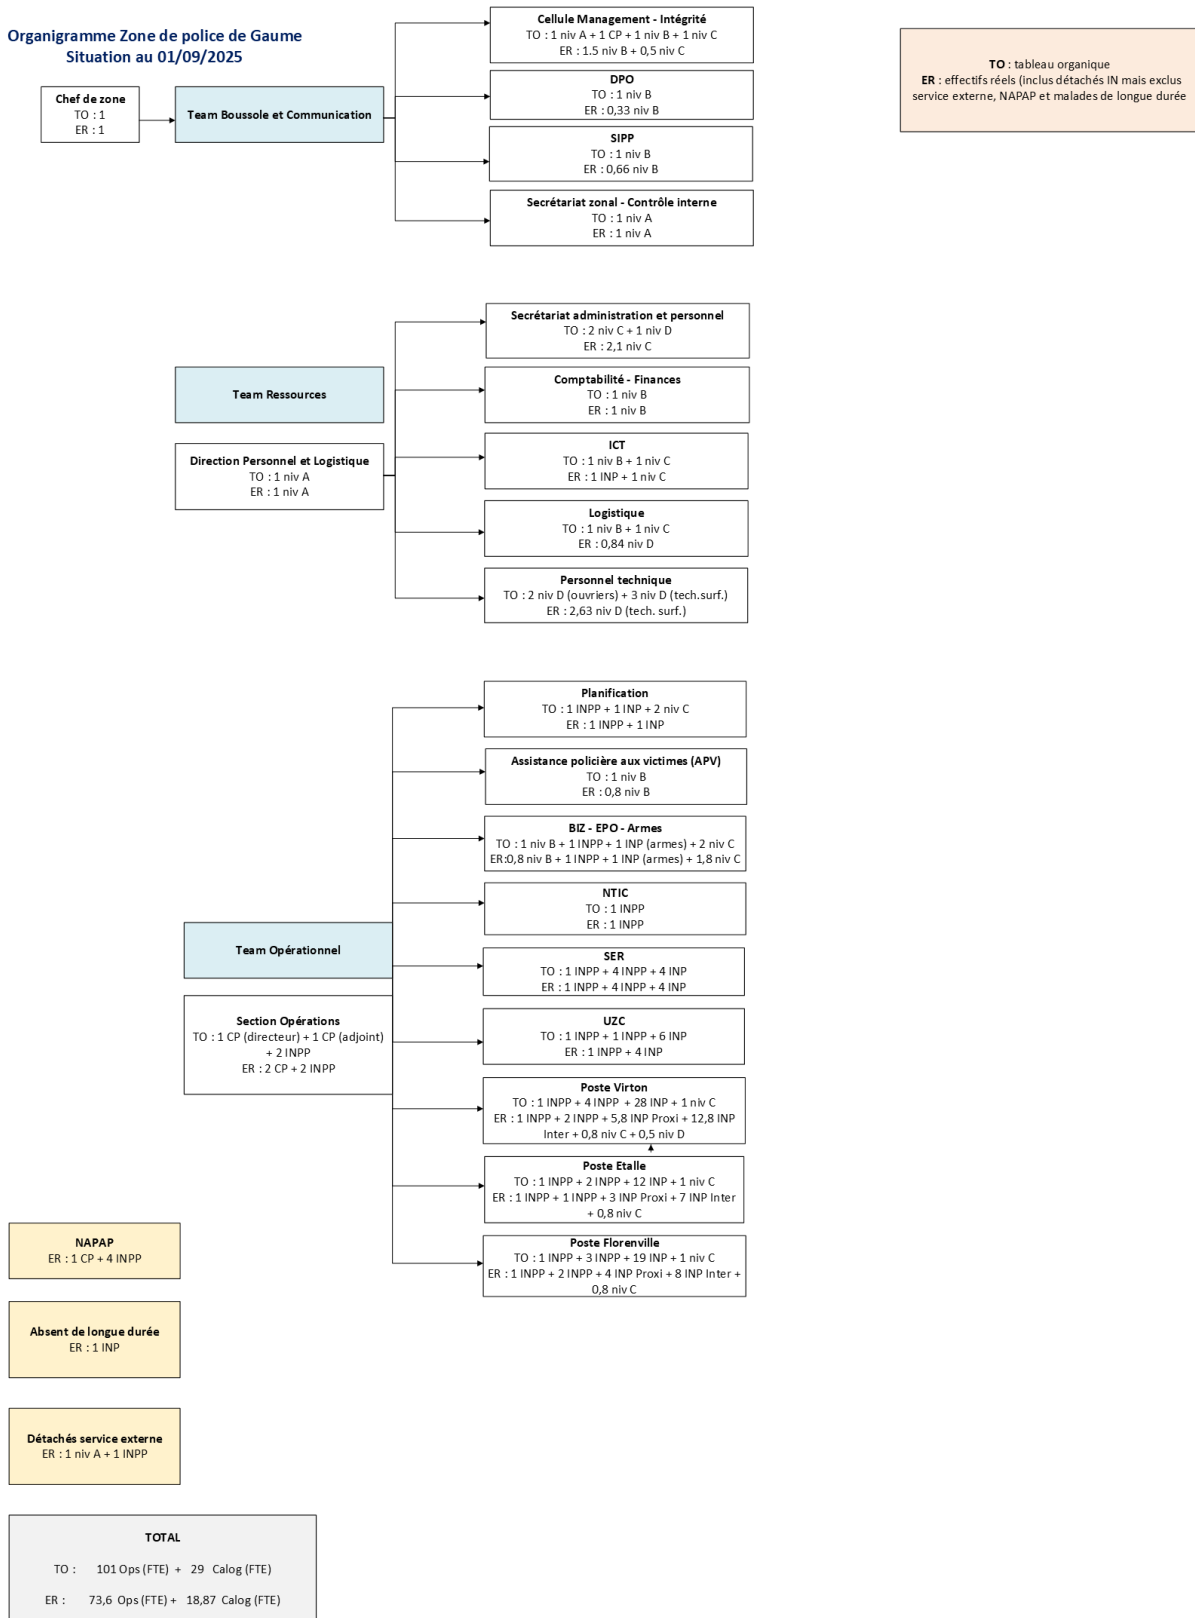 Organigramme Zone de police de Gaume
Situation au 01/09/2025
Chef de zone
TO : 1
ER : 1
Team Boussole et Communication
Cellule Management - Intégrité
TO : 1 niv A + 1 CP + 1 niv B + 1 niv C
ER : 1.5 niv B + 0,5 niv C
DPO
TO : 1 niv B
ER : 0,33 niv B
SIPP
TO : 1 niv B
ER : 0,66 niv B
Secrétariat zonal - Contrôle interne
TO : 1 niv A
ER : 1 niv A
TO : tableau organique
ER : effectifs réels (inclus détachés IN mais exclus
service externe, NAPAP et malades de longue durée
Team Ressources
Direction Personnel et Logistique
TO : 1 niv A
ER : 1 niv A
Secrétariat administration et personnel
TO : 2 niv C + 1 niv D
ER : 2,1 niv C
Comptabilité - Finances
TO : 1 niv B
ER : 1 niv B
ICT
TO : 1 niv B + 1 niv C
ER : 1 INP + 1 niv C
Logistique
TO : 1 niv B + 1 niv C
ER : 0,84 niv D
Personnel technique
TO : 2 niv D (ouvriers) + 3 niv D (tech.surf.)
ER : 2,63 niv D (tech. surf.)
Team Opérationnel
Section Opérations
TO : 1 CP (directeur) + 1 CP (adjoint)
+ 2 INPP
ER : 2 CP + 2 INPP
Planification
TO : 1 INPP + 1 INP + 2 niv C
ER : 1 INPP + 1 INP
Assistance policière aux victimes (APV)
TO : 1 niv B
ER : 0,8 niv B
BIZ - EPO - Armes
TO : 1 niv B + 1 INPP + 1 INP (armes) + 2 niv C
ER:0,8 niv B + 1 INPP + 1 INP (armes) + 1,8 niv C
NTIC
TO : 1 INPP
ER : 1 INPP
SER
TO : 1 INPP + 4 INPP + 4 INP
ER : 1 INPP + 4 INPP + 4 INP
UZC
TO : 1 INPP + 1 INPP + 6 INP
ER : 1 INPP + 4 INP
Poste Virton
TO : 1 INPP + 4 INPP + 28 INP + 1 niv C
ER : 1 INPP + 2 INPP + 5,8 INP Proxi + 12,8 INP
Inter + 0,8 niv C + 0,5 niv D
Poste Etalle
TO : 1 INPP + 2 INPP + 12 INP + 1 niv C
ER : 1 INPP + 1 INPP + 3 INP Proxi + 7 INP Inter
+ 0,8 niv C
Poste Florenville
TO : 1 INPP + 3 INPP + 19 INP + 1 niv C
ER : 1 INPP + 2 INPP + 4 INP Proxi + 8 INP Inter +
0,8 niv C
NAPAP
ER : 1 CP + 4 INPP
Absent de longue durée
ER : 1 INP
Détachés service externe
ER : 1 niv A + 1 INPP
TOTAL
TO : 101 Ops (FTE) + 29 Calog (FTE)
ER : 73,6 Ops (FTE) + 18,87 Calog (FTE)